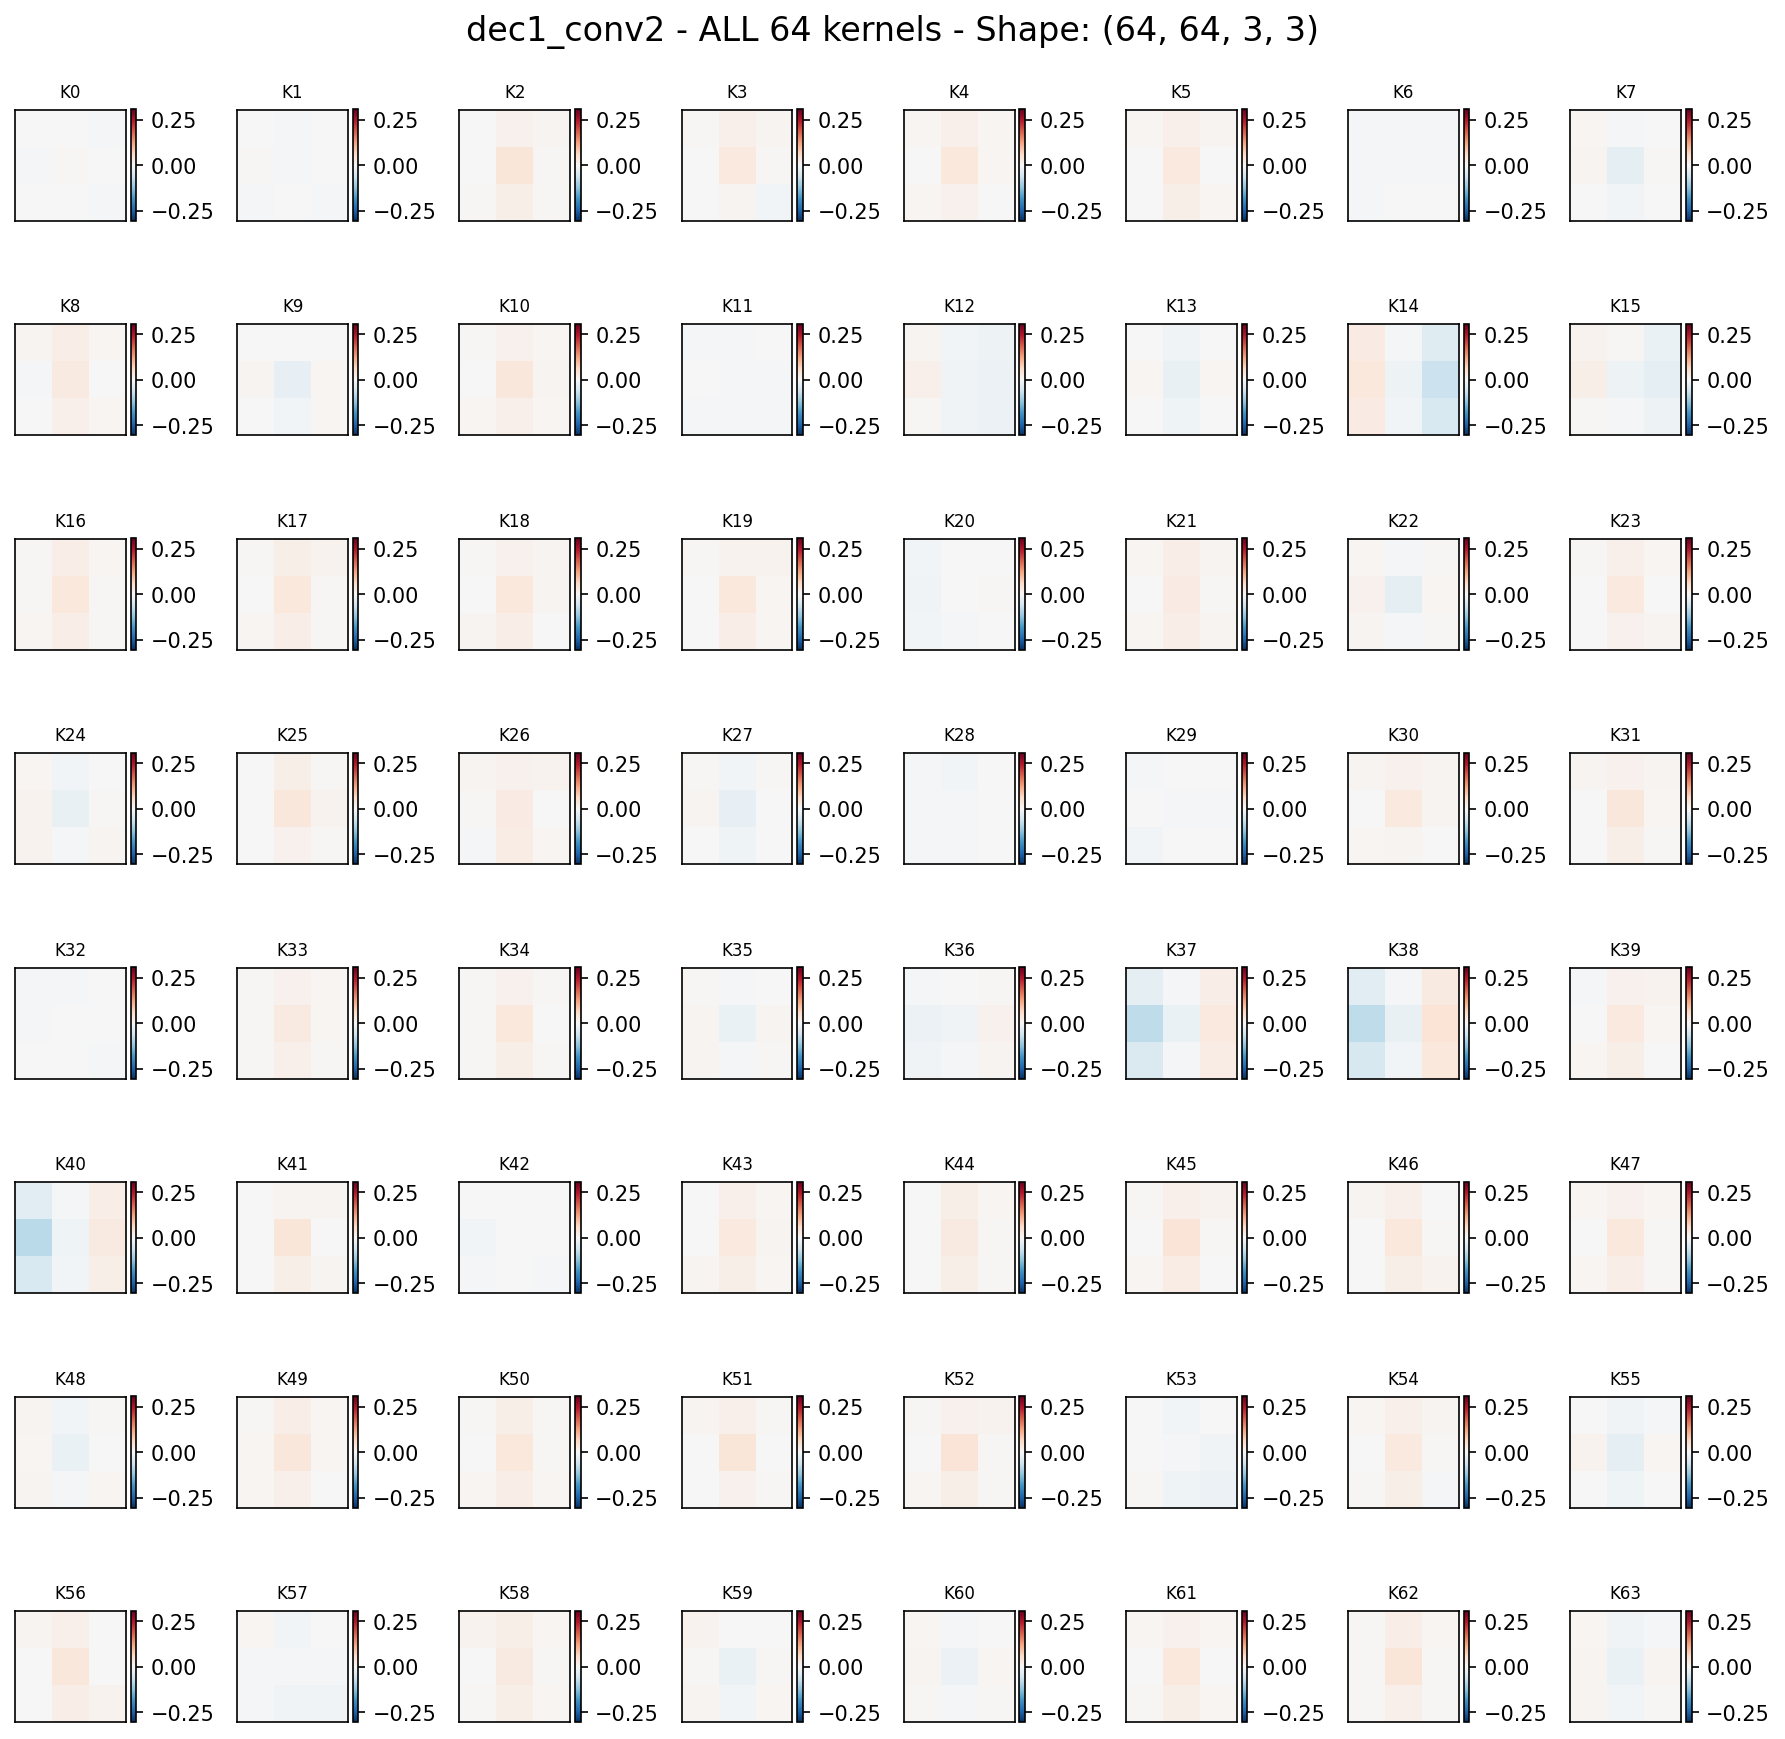 dec1_conv2 - ALL 64 kernels - Shape: (64, 64, 3, 3)
K0 K1 K2 K3 K4 K5 K6 K7
0.25 0.25 0.25 0.25 0.25 0.25 0.25 0.25
0.00 0.00 0.00 0.00 0.00 0.00 0.00 0.00
−0.25 −0.25 −0.25 −0.25 −0.25 −0.25 −0.25 −0.25
K8 K9 K10 K11 K12 K13 K14 K15
0.25 0.25 0.25 0.25 0.25 0.25 0.25 0.25
0.00 0.00 0.00 0.00 0.00 0.00 0.00 0.00
−0.25 −0.25 −0.25 −0.25 −0.25 −0.25 −0.25 −0.25
K16 K17 K18 K19 K20 K21 K22 K23
0.25 0.25 0.25 0.25 0.25 0.25 0.25 0.25
0.00 0.00 0.00 0.00 0.00 0.00 0.00 0.00
−0.25 −0.25 −0.25 −0.25 −0.25 −0.25 −0.25 −0.25
K24 K25 K26 K27 K28 K29 K30 K31
0.25 0.25 0.25 0.25 0.25 0.25 0.25 0.25
0.00 0.00 0.00 0.00 0.00 0.00 0.00 0.00
−0.25 −0.25 −0.25 −0.25 −0.25 −0.25 −0.25 −0.25
K32 K33 K34 K35 K36 K37 K38 K39
0.25 0.25 0.25 0.25 0.25 0.25 0.25 0.25
0.00 0.00 0.00 0.00 0.00 0.00 0.00 0.00
−0.25 −0.25 −0.25 −0.25 −0.25 −0.25 −0.25 −0.25
K40 K41 K42 K43 K44 K45 K46 K47
0.25 0.25 0.25 0.25 0.25 0.25 0.25 0.25
0.00 0.00 0.00 0.00 0.00 0.00 0.00 0.00
−0.25 −0.25 −0.25 −0.25 −0.25 −0.25 −0.25 −0.25
K48 K49 K50 K51 K52 K53 K54 K55
0.25 0.25 0.25 0.25 0.25 0.25 0.25 0.25
0.00 0.00 0.00 0.00 0.00 0.00 0.00 0.00
−0.25 −0.25 −0.25 −0.25 −0.25 −0.25 −0.25 −0.25
K56 K57 K58 K59 K60 K61 K62 K63
0.25 0.25 0.25 0.25 0.25 0.25 0.25 0.25
0.00 0.00 0.00 0.00 0.00 0.00 0.00 0.00
−0.25 −0.25 −0.25 −0.25 −0.25 −0.25 −0.25 −0.25